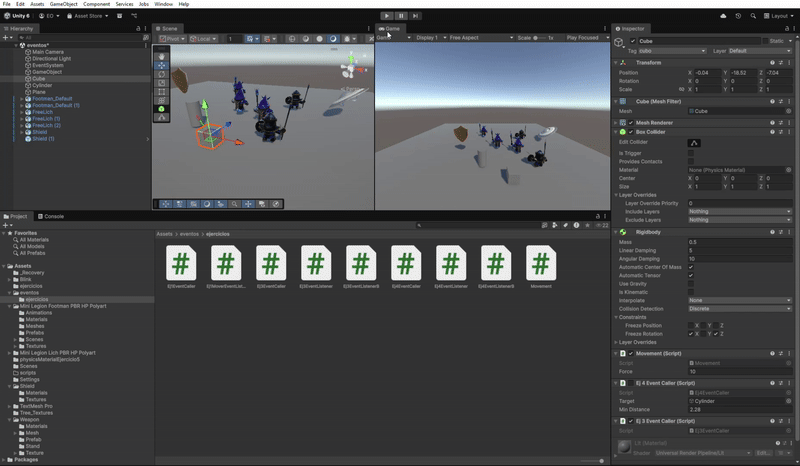 File Edit Assets GameObject Component Services Jobs Window Help
Unity 6 EO Asset Store Layout
Hierarchy
All
eventos*
Main Camera
Directional Light
EventSystem
GameObject
Cube
Cylinder
Plane
Footmen_Default
Footmen_Default (1)
FreeLich
FreeLich (1)
FreeLich (2)
Shield
Shield (1)
Scene
Pivot Local
Game
Display 1 Free Aspect Scale 1x Play Focused
Inspector
Cube Static
Tag cubo Layer Default
Transform
Position X -0.04 Y -18.52 Z -7.04
Rotation X 0 Y 0 Z 0
Scale X 1 Y 1 Z 1
Cube (Mesh Filter)
Mesh Cube
Mesh Renderer
Box Collider
Edit Collider
Is Trigger
Provides Contacts
Material None (Physics Material)
Center X 0 Y 0 Z 0
Size X 1 Y 1 Z 1
Layer Overrides
Layer Override Priority 0
Include Layers Nothing
Exclude Layers Nothing
Rigidbody
Mass 0.5
Linear Damping 5
Angular Damping 10
Automatic Center Of Mass
Automatic Tensor
Use Gravity
Is Kinematic
Interpolate None
Collision Detection Discrete
Constraints
Freeze Position X Y Z
Freeze Rotation X Y Z
Layer Overrides
Movement (Script)
Script Movement
Force 10
Ej 4 Event Caller (Script)
Script Ej4EventCaller
Target Cylinder
Min Distance 2.28
Ej 3 Event Caller (Script)
Script Ej3EventCaller
Lit (Material)
Shader Universal Render Pipeline/Lit Edit...
Project Console
22
Favorites
All Materials
All Models
All Prefabs
Assets
_Recovery
Blink
ejercicios
eventos
ejercicios
Mini Legion Footman PBR HP Polyart
Animations
Materials
Meshes
Prefabs
Scenes
Textures
Mini Legion Lich PBR HP Polyart
physicsMaterialEjercicio5
Scenes
scripts
Settings
Shield
Materials
Textures
TextMesh Pro
Tree_Textures
Weapon
Materials
Mesh
Prefab
Stand
Texture
Packages
Assets > eventos > ejercicios
Ej1EventCaller Ej1MoverEventList... Ej3EventCaller Ej3EventListener Ej3EventListenerB Ej4EventCaller Ej4EventListener Ej4EventListenerB Movement